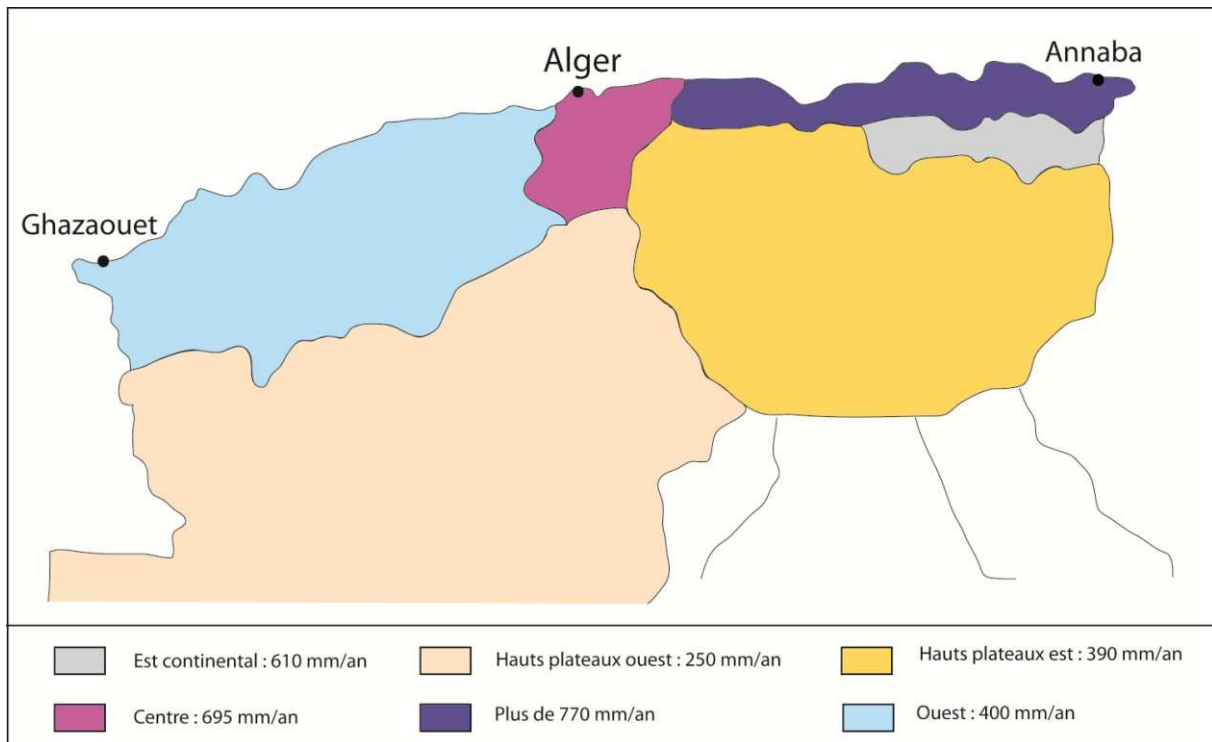 Alger
Annaba
Ghazaouet
Est continental : 610 mm/an
Hauts plateaux ouest : 250 mm/an
Hauts plateaux est : 390 mm/an
Centre : 695 mm/an
Plus de 770 mm/an
Ouest : 400 mm/an